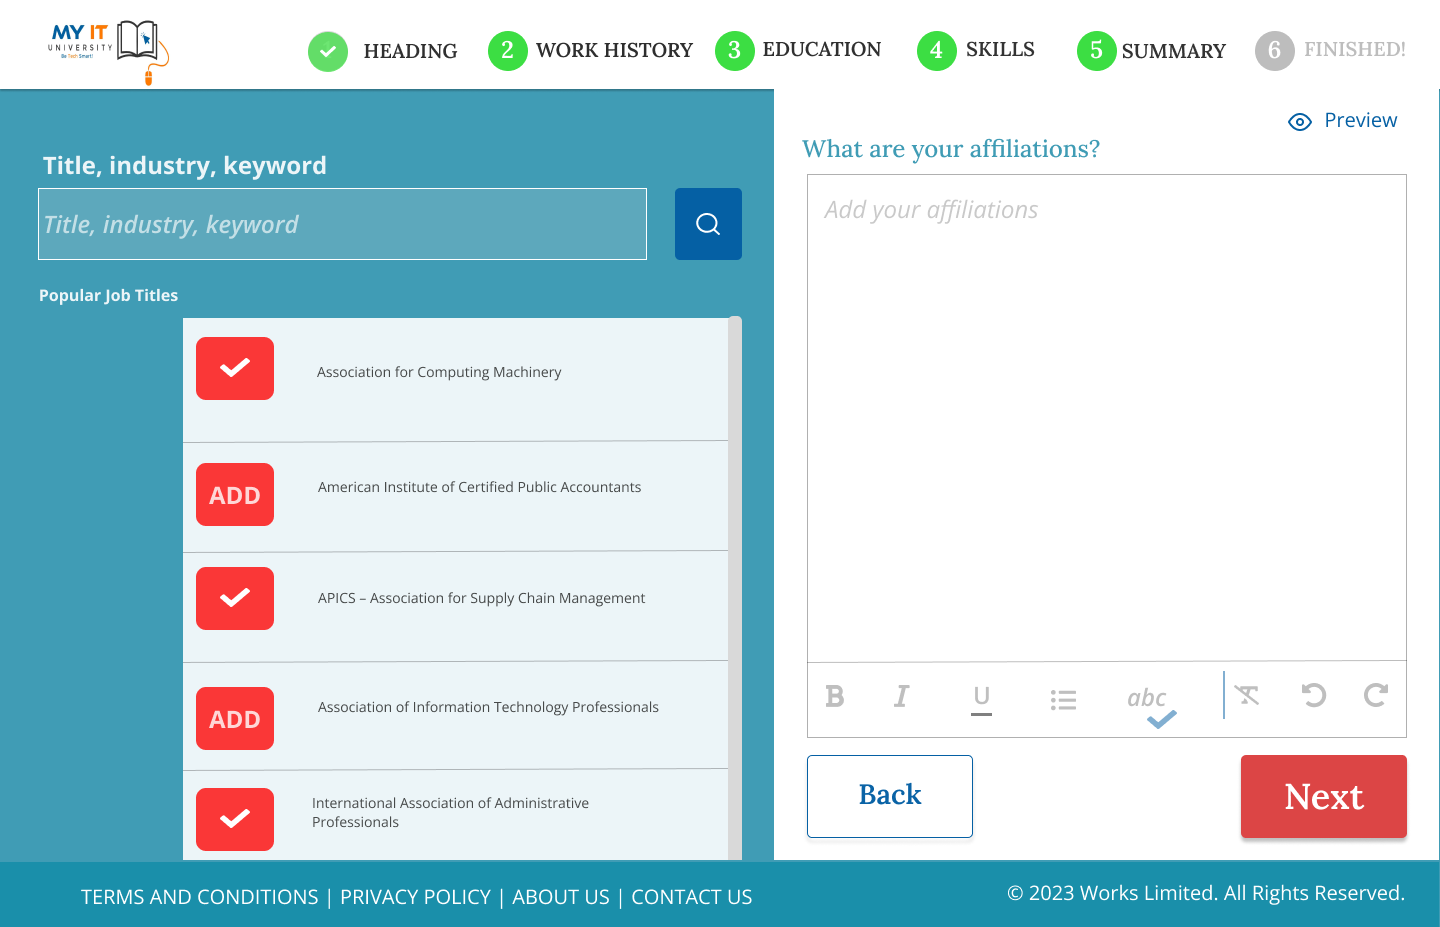 MY IT
UNIVERSITY
Be Tech Smart!
HEADING
2 WORK HISTORY
3 EDUCATION
4 SKILLS
5 SUMMARY
6 FINISHED!
Preview
Title, industry, keyword
Title, industry, keyword
Popular Job Titles
Association for Computing Machinery
ADD American Institute of Certified Public Accountants
APICS – Association for Supply Chain Management
ADD Association of Information Technology Professionals
International Association of Administrative
Professionals
What are your affiliations?
Add your affiliations
B I U abc T
Back
Next
TERMS AND CONDITIONS | PRIVACY POLICY | ABOUT US | CONTACT US
© 2023 Works Limited. All Rights Reserved.